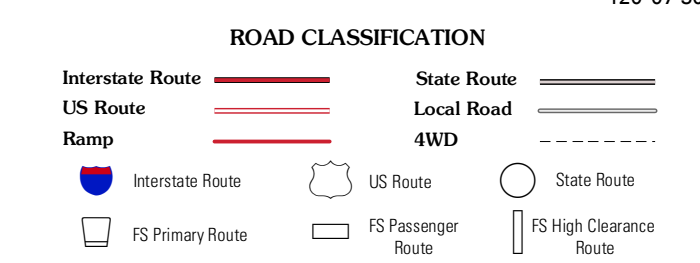 ROAD CLASSIFICATION
Interstate Route
State Route
US Route
Local Road
Ramp
4WD
Interstate Route
US Route
State Route
FS Primary Route
FS Passenger
Route
FS High Clearance
Route